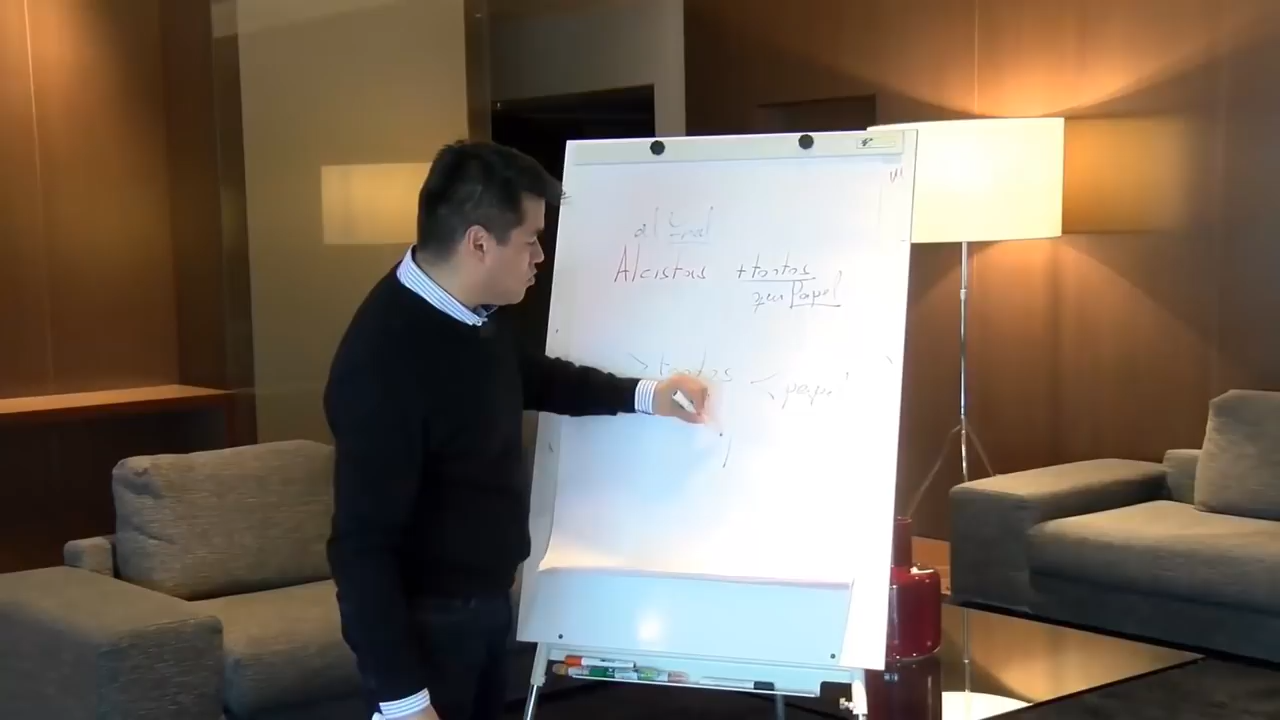 al Final
Alcistas + tontos
que Papel
> tontos < papel